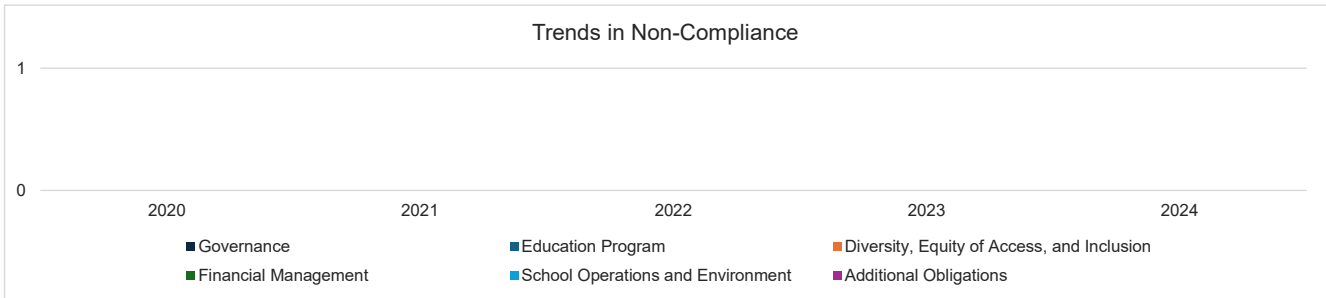 Trends in Non-Compliance
1
0
2020 2021 2022 2023 2024
Governance Education Program Diversity, Equity of Access, and Inclusion
Financial Management School Operations and Environment Additional Obligations